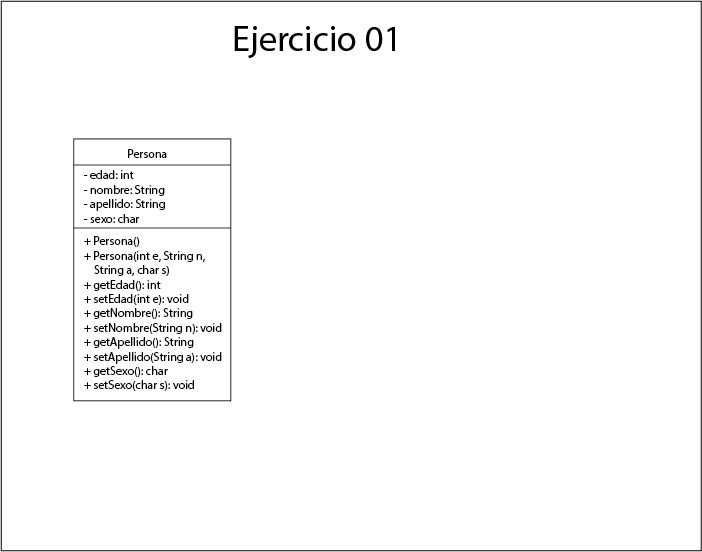 Ejercicio 01
Persona
- edad: int
- nombre: String
- apellido: String
- sexo: char
+ Persona()
+ Persona(int e, String n,
String a, char s)
+ getEdad(): int
+ setEdad(int e): void
+ getNombre(): String
+ setNombre(String n): void
+ getApellido(): String
+ setApellido(String a): void
+ getSexo(): char
+ setSexo(char s): void